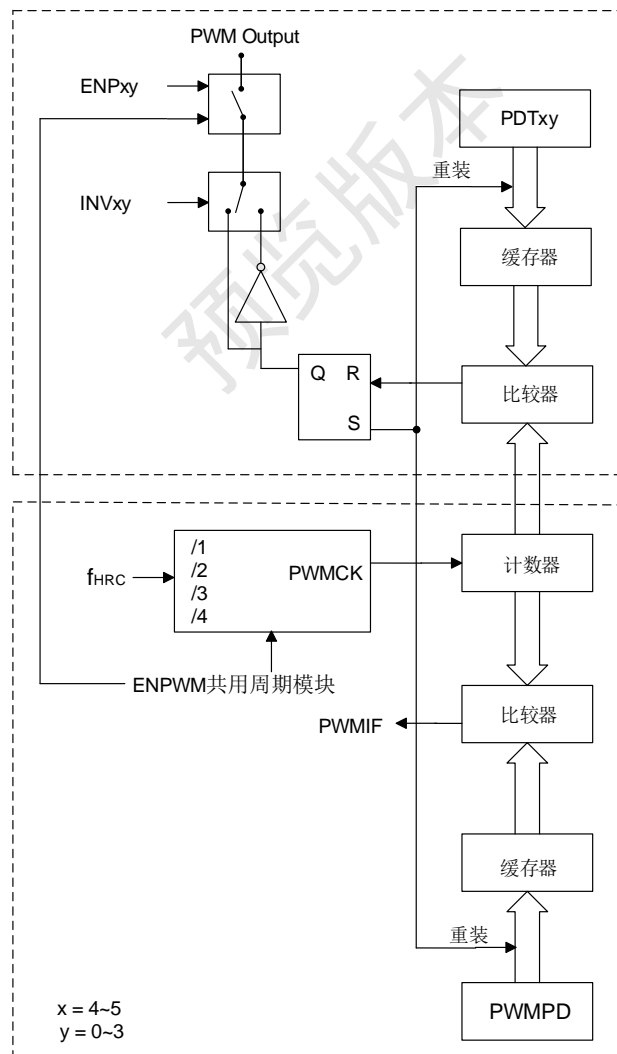 PWM Output
ENPxy
PDTxy
重装
INVxy
缓存器
Q R
S
比较器
预览版本
fHRC
/1
/2
/3
/4
PWMCK
计数器
ENPWM共用周期模块
PWMIF
比较器
缓存器
重装
PWMPD
x = 4~5
y = 0~3